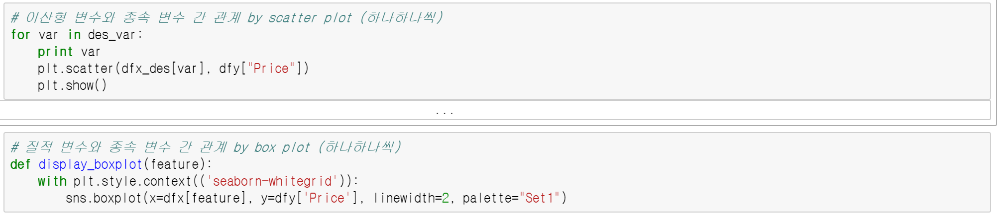 # 이산형 변수와 종속 변수 간 관계 by scatter plot (하나하나씩)
for var in des_var:
    print var
    plt.scatter(dfx_des[var], dfy["Price"])
    plt.show()
...
# 질적 변수와 종속 변수 간 관계 by box plot (하나하나씩)
def display_boxplot(feature):
    with plt.style.context(('seaborn-whitegrid')):
        sns.boxplot(x=dfx[feature], y=dfy['Price'], linewidth=2, palette="Set1")